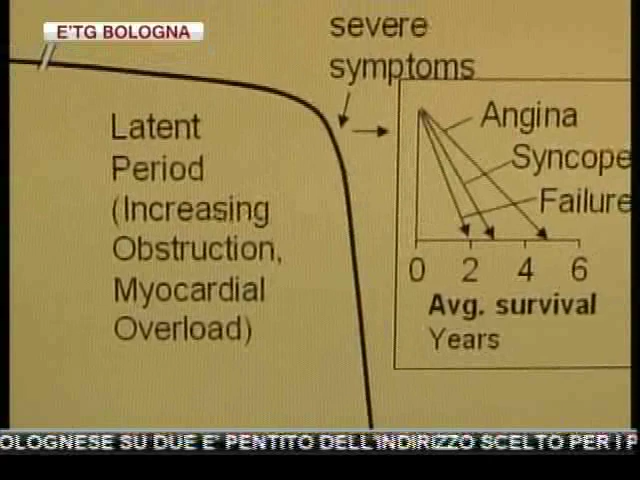 E'TG BOLOGNA
severe
symptoms
Latent
Period
(Increasing
Obstruction,
Myocardial
Overload)
Angina
Syncope
Failure
0 2 4 6
Avg. survival
Years
OLOGNESE SU DUE E' PENTITO DELL'INDIRIZZO SCELTO PER I P